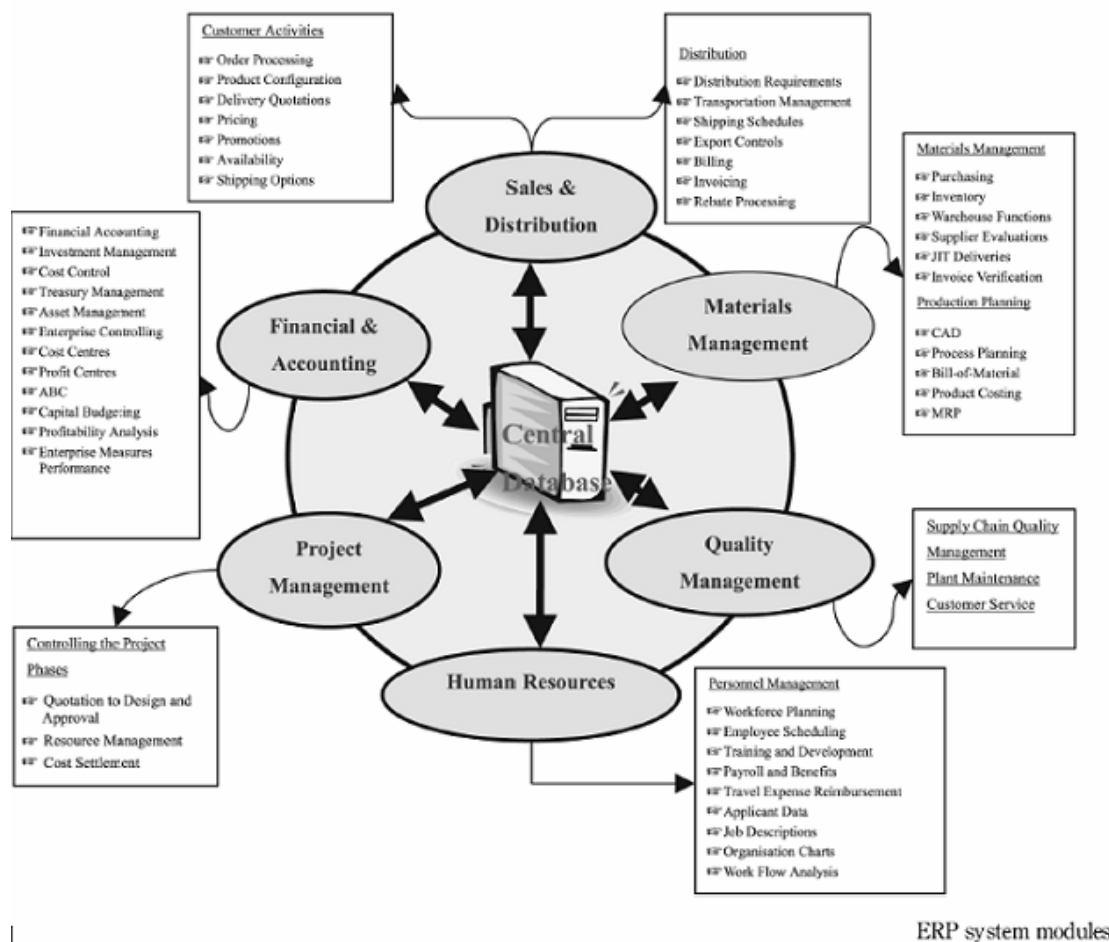 Customer Activities
Order Processing
Product Configuration
Delivery Quotations
Pricing
Promotions
Availability
Shipping Options
Distribution
Distribution Requirements
Transportation Management
Shipping Schedules
Export Controls
Billing
Invoicing
Rebate Processing
Materials Management
Purchasing
Inventory
Warehouse Functions
Supplier Evaluations
JIT Deliveries
Invoice Verification
Production Planning
CAD
Process Planning
Bill-of-Material
Product Costing
MRP
Financial Accounting
Investment Management
Cost Control
Treasury Management
Asset Management
Enterprise Controlling
Cost Centres
Profit Centres
ABC
Capital Budgeting
Profitability Analysis
Enterprise Measures
Performance
Sales &
Distribution
Financial &
Accounting
Materials
Management
Central
Database
Project
Management
Quality
Management
Human Resources
Supply Chain Quality
Management
Plant Maintenance
Customer Service
Controlling the Project
Phases
Quotation to Design and
Approval
Resource Management
Cost Settlement
Personnel Management
Workforce Planning
Employee Scheduling
Training and Development
Payroll and Benefits
Travel Expense Reimbursement
Applicant Data
Job Descriptions
Organisation Charts
Work Flow Analysis
ERP system modules